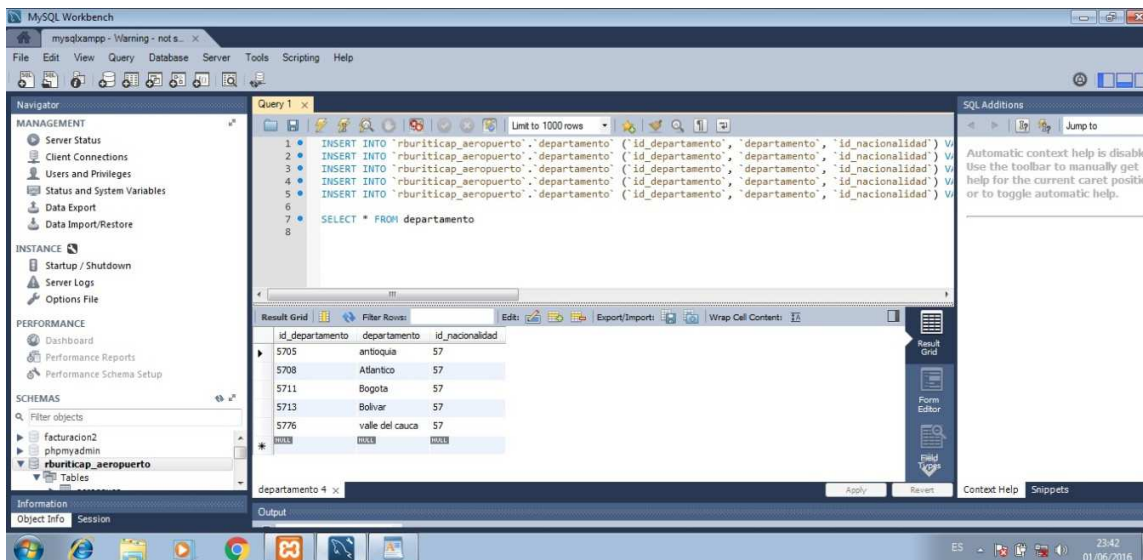 MySQL Workbench
mysqlxampp - Warning - not s...
File Edit View Query Database Server Tools Scripting Help
Navigator
MANAGEMENT
Server Status
Client Connections
Users and Privileges
Status and System Variables
Data Export
Data Import/Restore
INSTANCE
Startup / Shutdown
Server Logs
Options File
PERFORMANCE
Dashboard
Performance Reports
Performance Schema Setup
SCHEMAS
Filter objects
facturacion2
phpmyadmin
rburiticap_aeropuerto
Tables
Information
Object Info Session
Query 1
Limit to 1000 rows
1 INSERT INTO `rburiticap_aeropuerto`.`departamento` (`id_departamento`, `departamento`, `id_nacionalidad`) VA
2 INSERT INTO `rburiticap_aeropuerto`.`departamento` (`id_departamento`, `departamento`, `id_nacionalidad`) VA
3 INSERT INTO `rburiticap_aeropuerto`.`departamento` (`id_departamento`, `departamento`, `id_nacionalidad`) VA
4 INSERT INTO `rburiticap_aeropuerto`.`departamento` (`id_departamento`, `departamento`, `id_nacionalidad`) VA
5 INSERT INTO `rburiticap_aeropuerto`.`departamento` (`id_departamento`, `departamento`, `id_nacionalidad`) VA
6
7 SELECT * FROM departamento
8
Result Grid Filter Rows: Edit: Export/Import: Wrap Cell Content:
id_departamento departamento id_nacionalidad
5705 antioquia 57
5708 Atlantico 57
5711 Bogota 57
5713 Bolivar 57
5776 valle del cauca 57
NULL NULL NULL
Result Grid
Form Editor
Field Types
departamento 4
Apply Revert
Output
SQL Additions
Jump to
Automatic context help is disable
Use the toolbar to manually get
help for the current caret positio
or to toggle automatic help.
Context Help Snippets
ES
23:42
01/06/2016